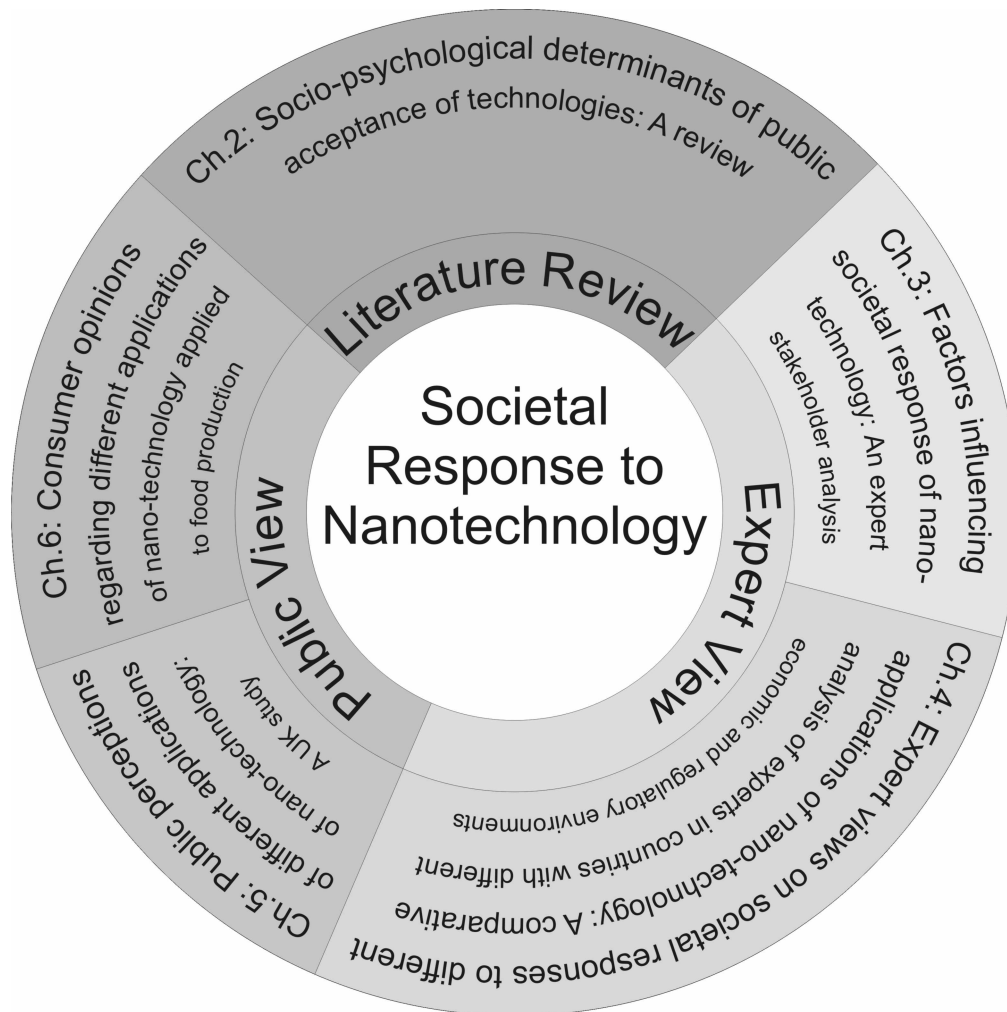 Societal
Response to
Nanotechnology
Literature Review
Ch.2: Socio-psychological determinants of public
acceptance of technologies: A review
Expert View
Ch.3: Factors influencing
societal response of nano-
technology: An expert
stakeholder analysis
Ch.4: Expert views on societal responses to different
applications of nano-technology: A comparative
analysis of experts in countries with different
economic and regulatory environments
Public View
Ch.5: Public perceptions
of different applications
of nano-technology:
A UK study
Ch.6: Consumer opinions
regarding different applications
of nano-technology applied
to food production